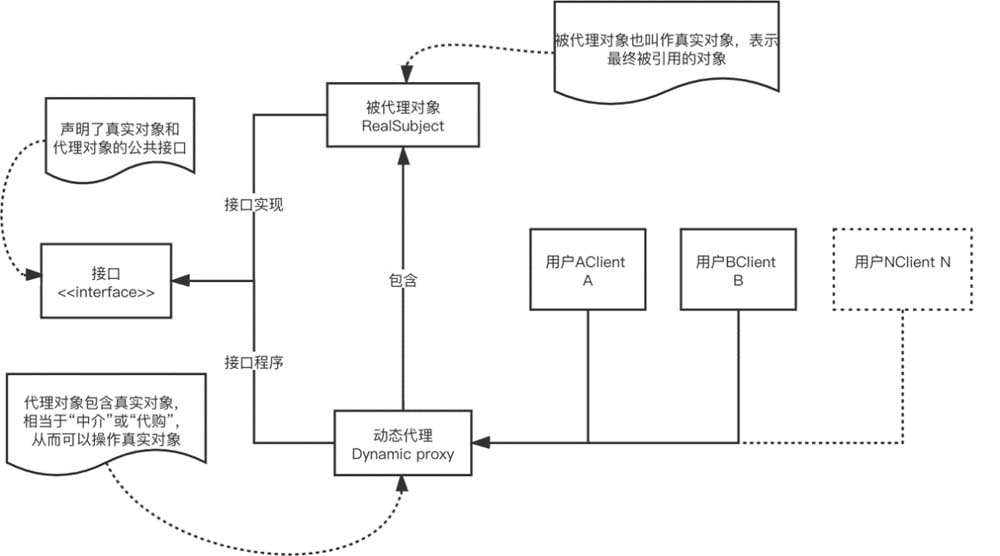 被代理对象也叫作真实对象，表示
最终被引用的对象
被代理对象
RealSubject
声明了真实对象和
代理对象的公共接口
接口实现
接口
<<interface>>
包含
用户AClient
A
用户BClient
B
用户NClient N
接口程序
代理对象包含真实对象，
相当于“中介”或“代购”，
从而可以操作真实对象
动态代理
Dynamic proxy